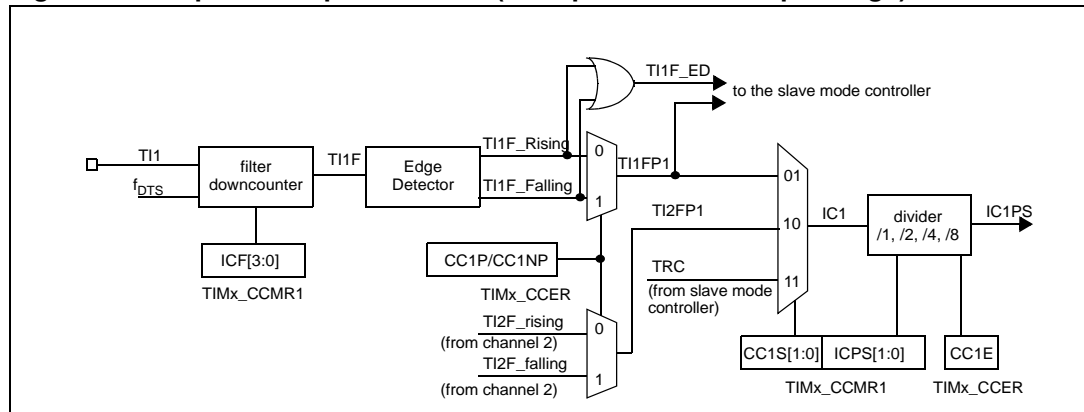 TI1F_ED
to the slave mode controller
TI1
f_DTS
filter
downcounter
TI1F
Edge
Detector
TI1F_Rising
TI1F_Falling
0
1
TI1FP1
TI2FP1
01
10
11
IC1
divider
/1, /2, /4, /8
IC1PS
ICF[3:0]
TIMx_CCMR1
CC1P/CC1NP
TIMx_CCER
TRC
(from slave mode
controller)
TI2F_rising
(from channel 2)
TI2F_falling
(from channel 2)
0
1
CC1S[1:0]
ICPS[1:0]
CC1E
TIMx_CCMR1
TIMx_CCER